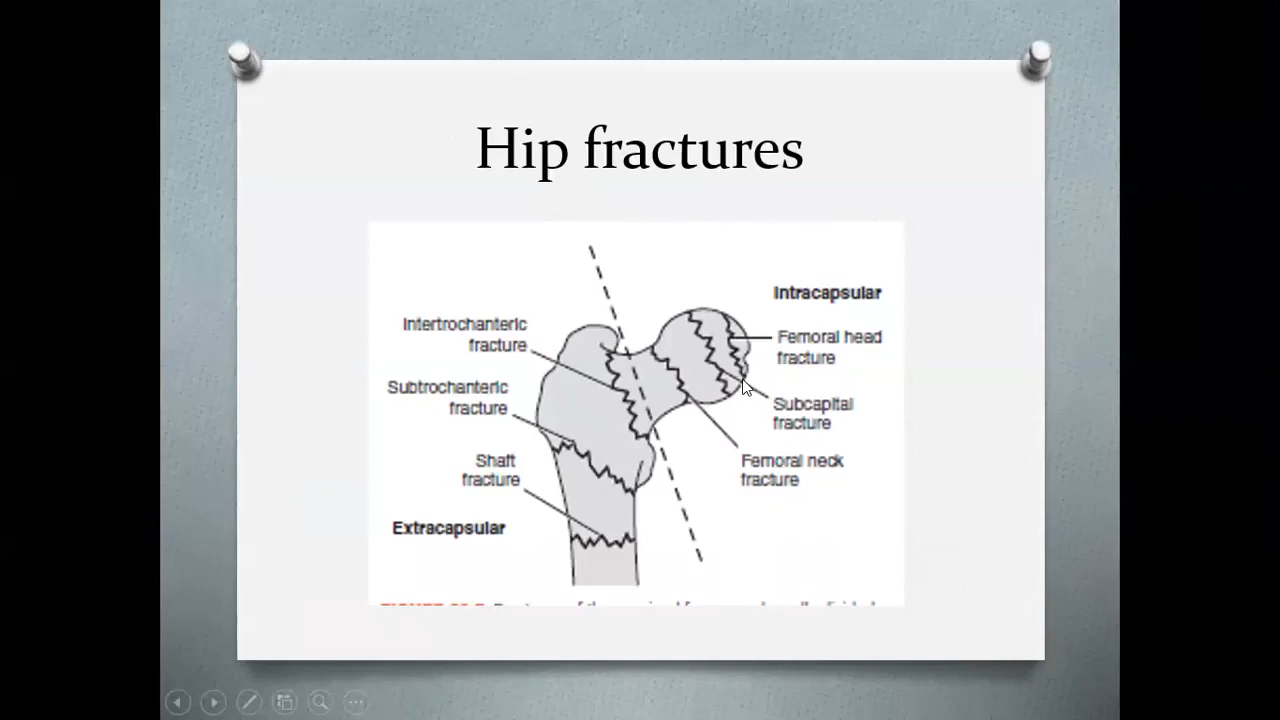 Hip fractures
Intracapsular
Intertrochanteric
fracture
Femoral head
fracture
Subtrochanteric
fracture
Subcapital
fracture
Shaft
fracture
Femoral neck
fracture
Extracapsular